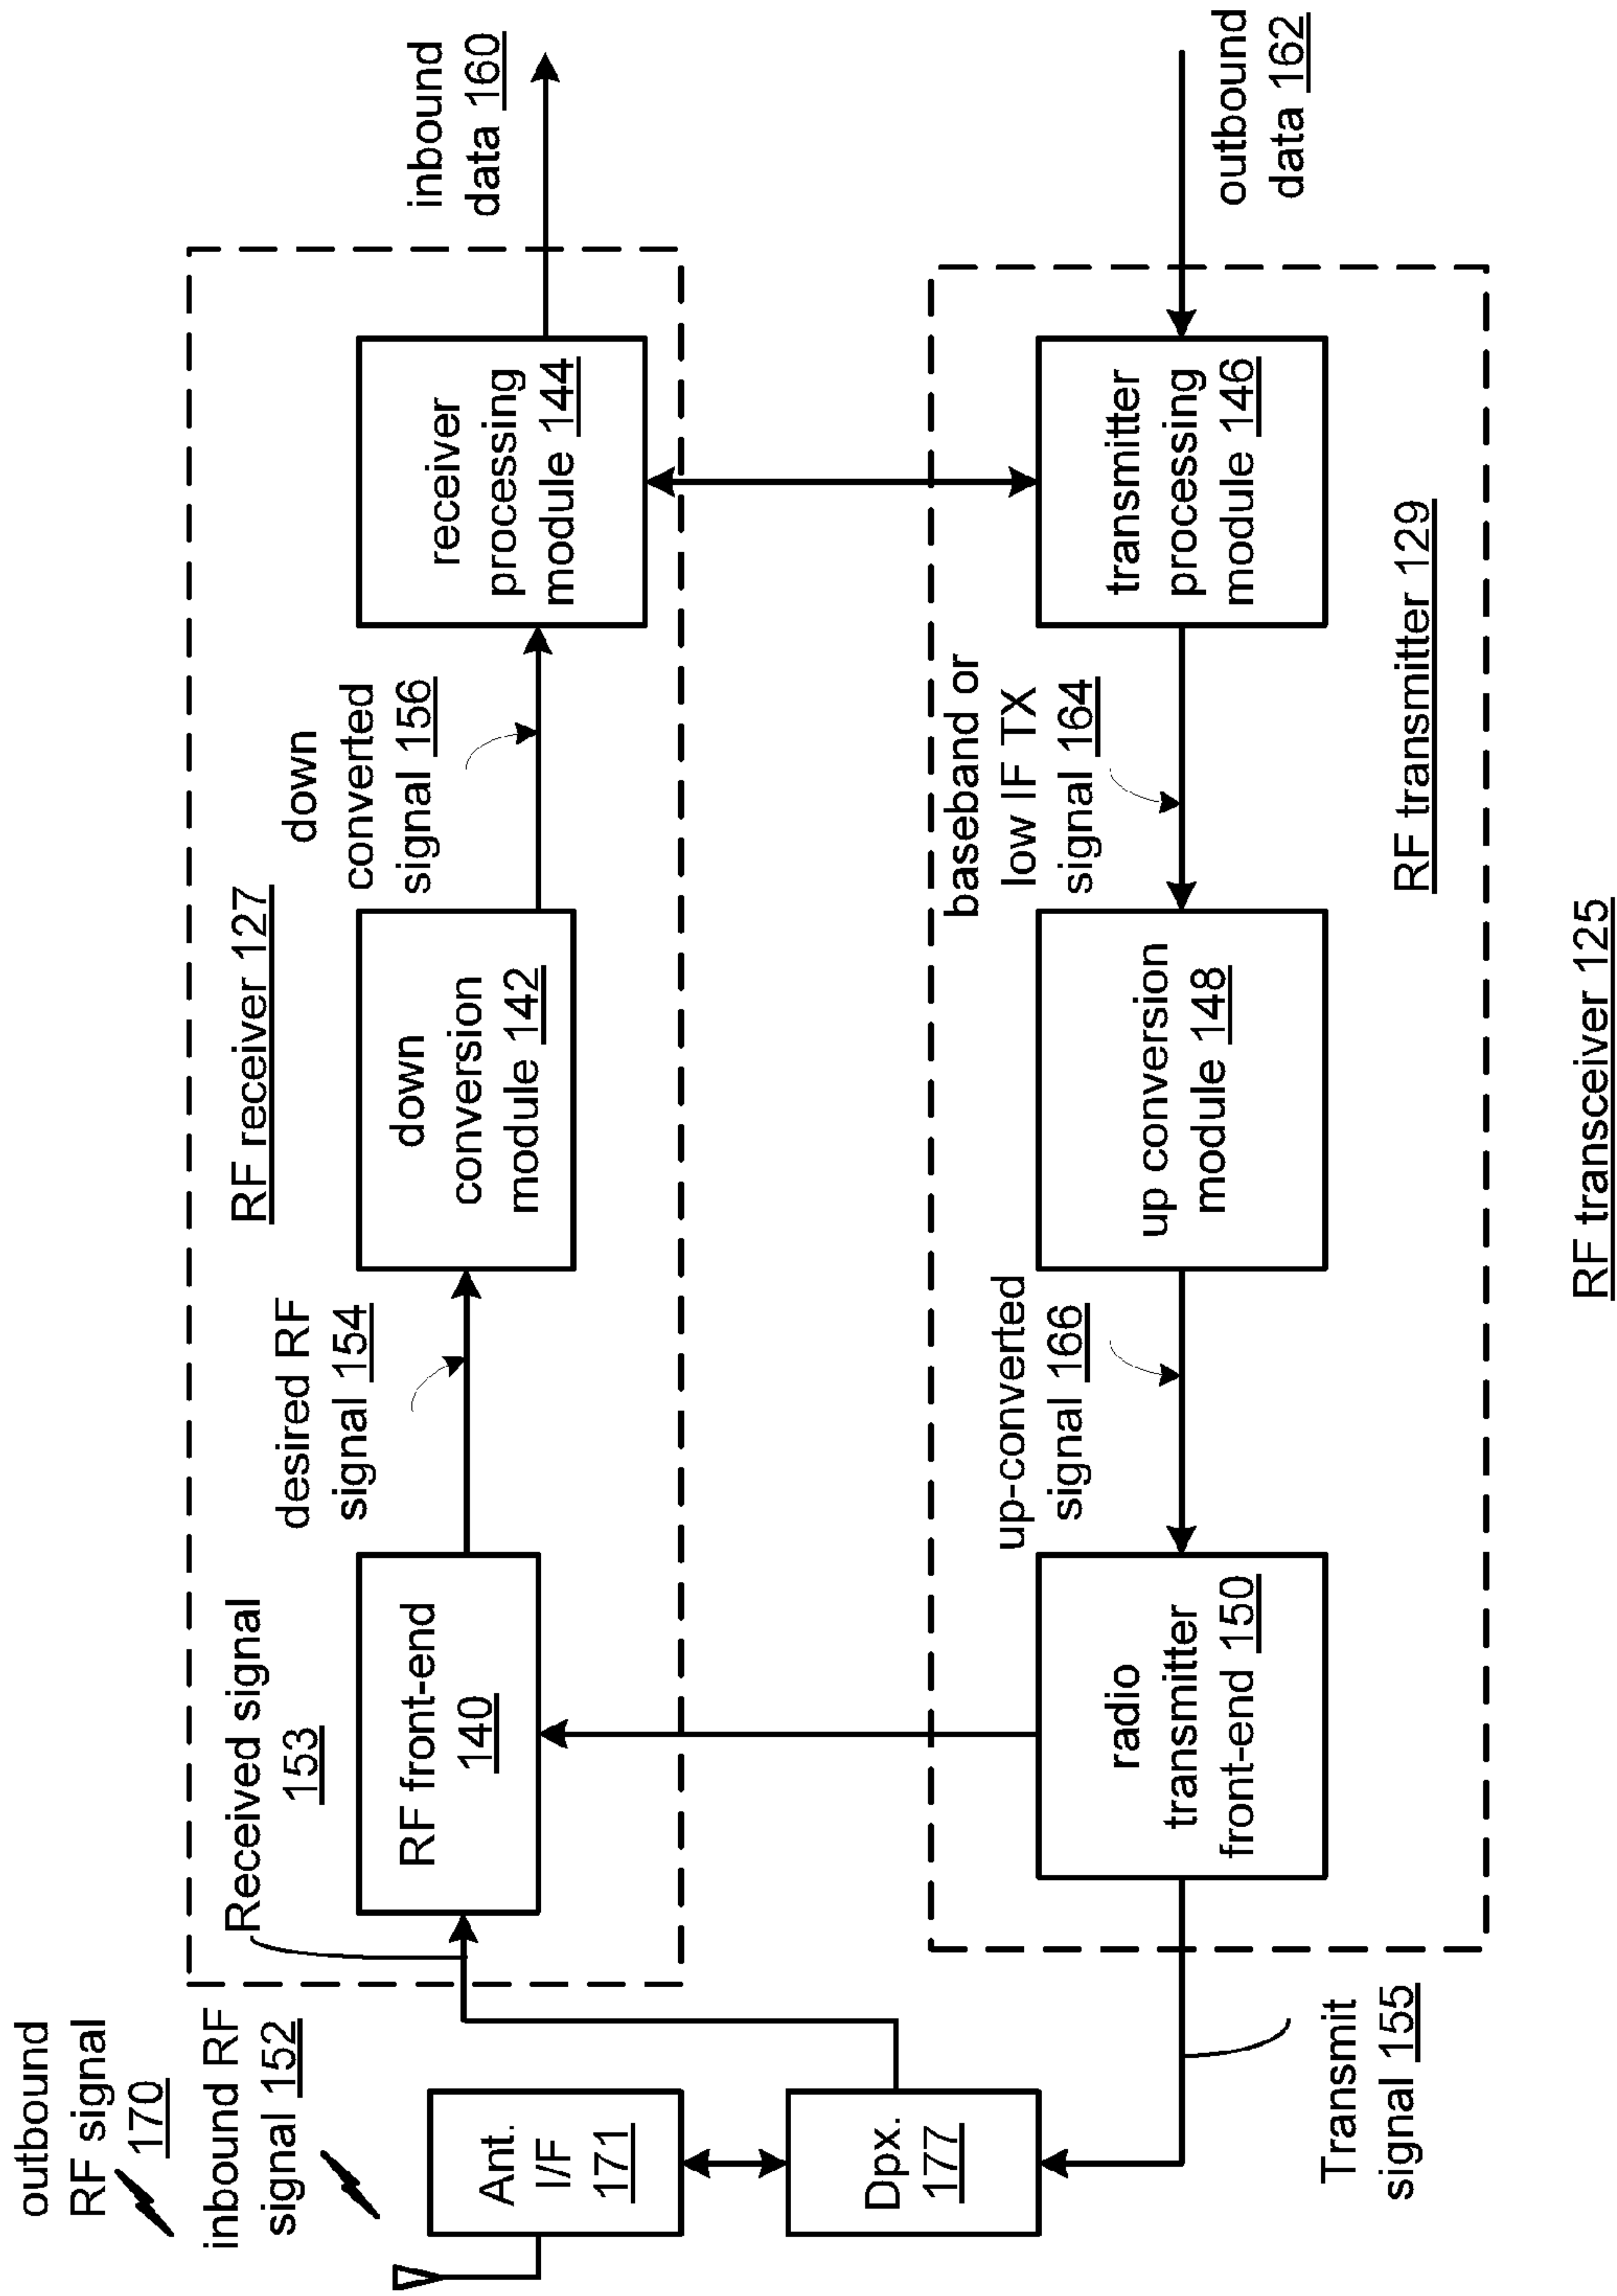 outbound
RF signal
170
inbound RF
signal 152
Ant.
I/F
171
Dpx.
177
Transmit
signal 155
Received signal
153
RF receiver 127
RF front-end
140
desired RF
signal 154
down
conversion
module 142
down
converted
signal 156
receiver
processing
module 144
inbound
data 160
radio
transmitter
front-end 150
up-converted
signal 166
up conversion
module 148
baseband or
low IF TX
signal 164
transmitter
processing
module 146
outbound
data 162
RF transmitter 129
RF transceiver 125